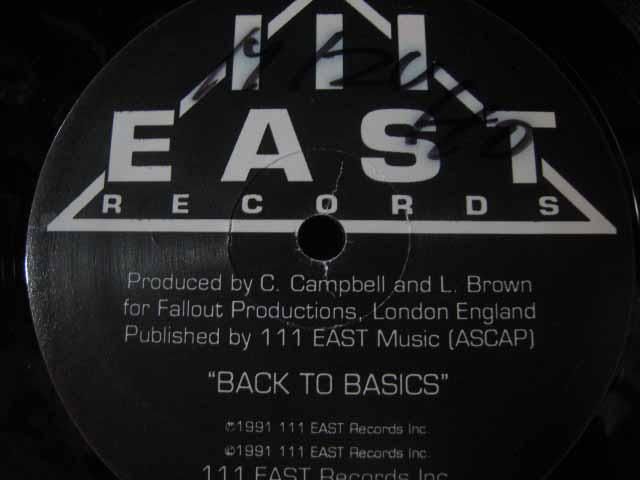 111
EAST
RECORDS
Produced by C. Campbell and L. Brown
for Fallout Productions, London England
Published by 111 EAST Music (ASCAP)
"BACK TO BASICS"
℗1991 111 EAST Records Inc.
©1991 111 EAST Records Inc.
111 EAST Records Inc.